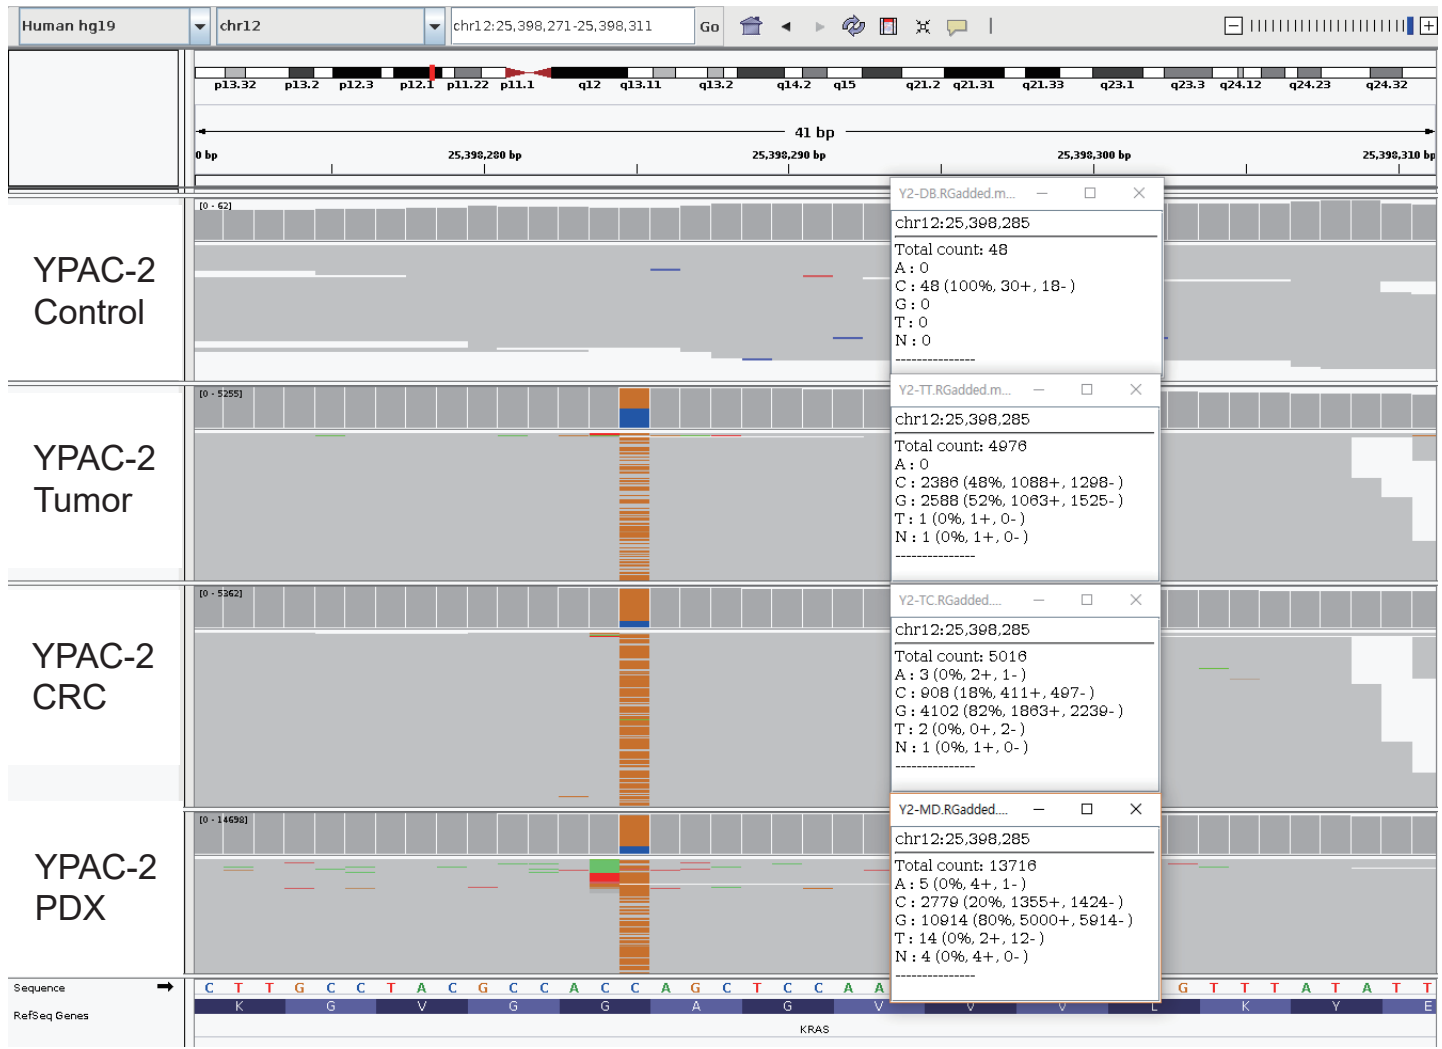 Human hg19 chr12 chr12:25,398,271-25,398,311 Go
p13.32 p13.2 p12.3 p12.1 p11.22 p11.1 q12 q13.11 q13.2 q14.2 q15 q21.2 q21.31 q21.33 q23.1 q23.3 q24.12 q24.23 q24.32
41 bp
0 bp 25,398,280 bp 25,398,290 bp 25,398,300 bp 25,398,310 bp
YPAC-2
Control
[0 - 62]
Y2-DB.RGadded.m...
chr12:25,398,285
Total count: 48
A : 0
C : 48 (100%, 30+, 18- )
G : 0
T : 0
N : 0
---------------
YPAC-2
Tumor
[0 - 5255]
Y2-TT.RGadded.m...
chr12:25,398,285
Total count: 4976
A : 0
C : 2386 (48%, 1088+, 1298- )
G : 2588 (52%, 1063+, 1525- )
T : 1 (0%, 1+, 0- )
N : 1 (0%, 1+, 0- )
---------------
YPAC-2
CRC
[0 - 5362]
Y2-TC.RGadded....
chr12:25,398,285
Total count: 5016
A : 3 (0%, 2+, 1- )
C : 908 (18%, 411+, 497- )
G : 4102 (82%, 1863+, 2239- )
T : 2 (0%, 0+, 2- )
N : 1 (0%, 1+, 0- )
---------------
YPAC-2
PDX
[0 - 14698]
Y2-MD.RGadded....
chr12:25,398,285
Total count: 13716
A : 5 (0%, 4+, 1- )
C : 2779 (20%, 1355+, 1424- )
G : 10914 (80%, 5000+, 5914- )
T : 14 (0%, 2+, 12- )
N : 4 (0%, 4+, 0- )
---------------
Sequence C T T G C C T A C G C C A C C A G C T C C A A G T T T A T A T T
RefSeq Genes K G V G G A G V V V L K Y E
KRAS